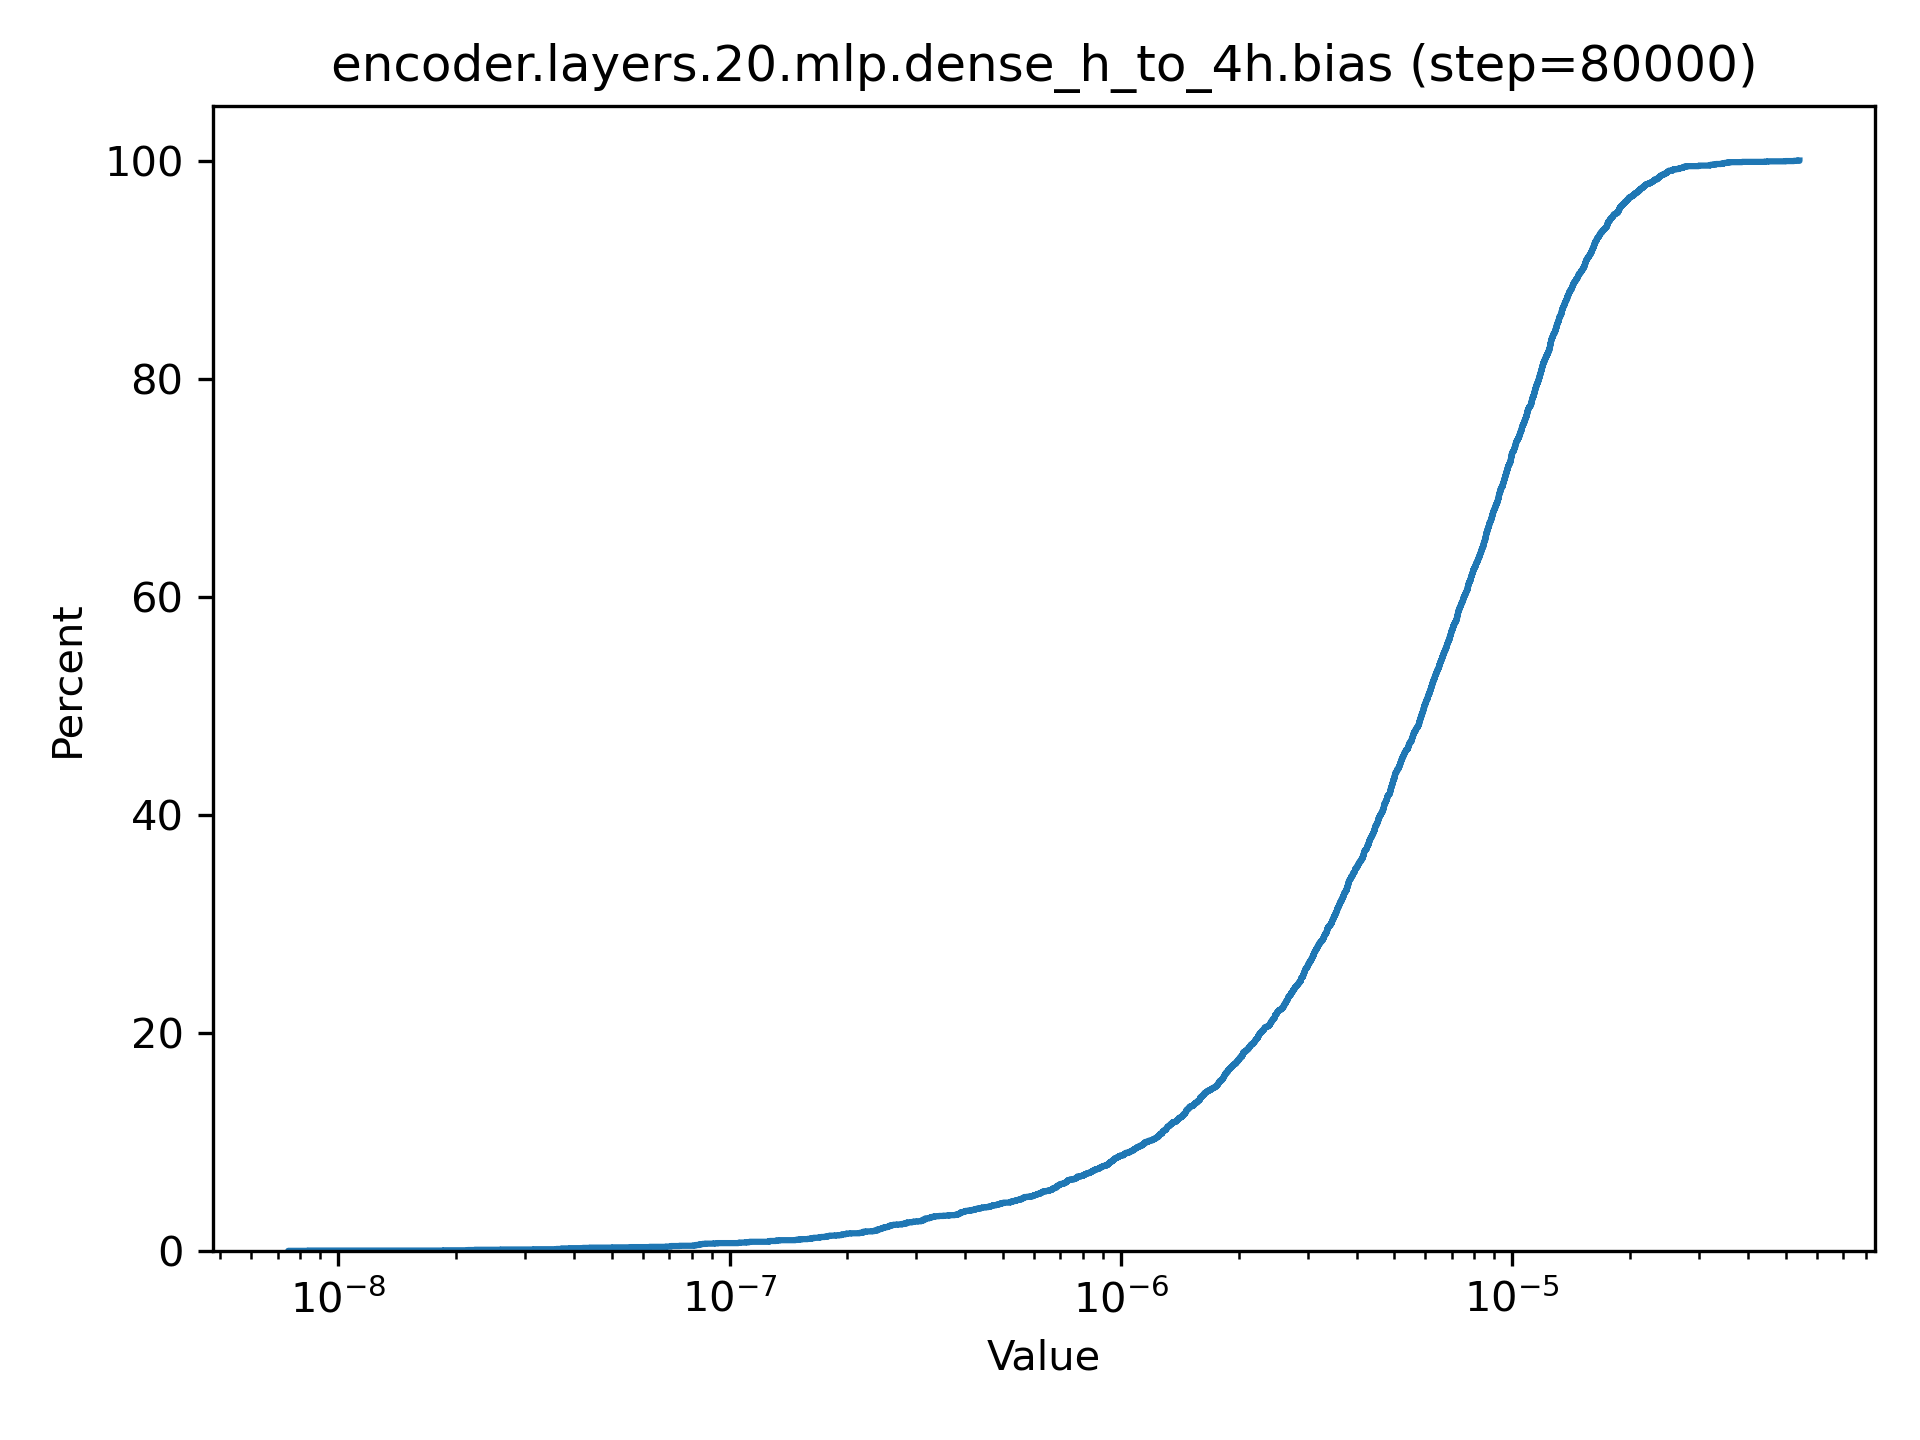 encoder.layers.20.mlp.dense_h_to_4h.bias (step=80000)
100
80
60
40
20
0
Percent
10⁻⁸ 10⁻⁷ 10⁻⁶ 10⁻⁵
Value